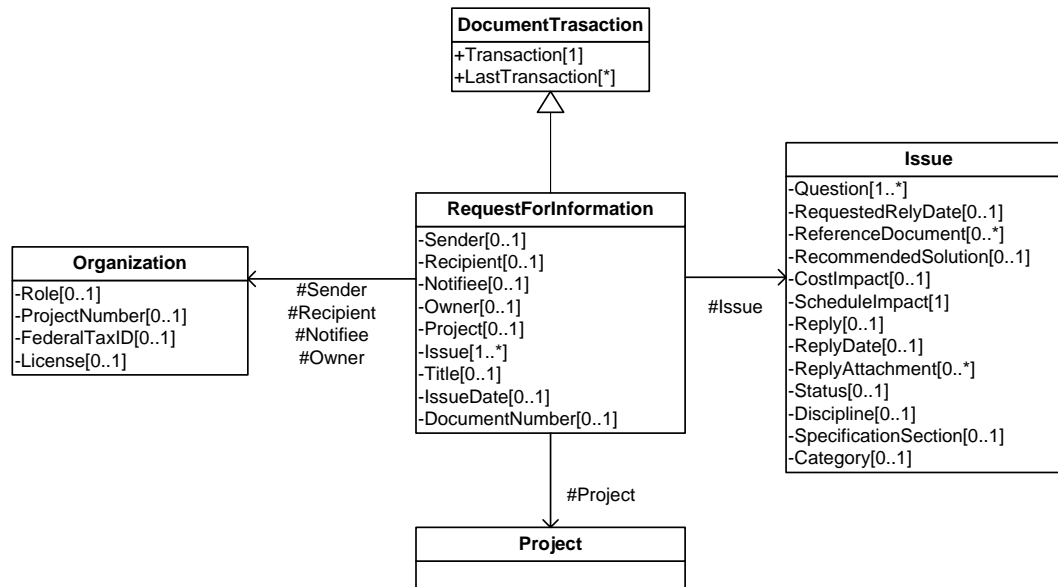 DocumentTrasaction
+Transaction[1]
+LastTransaction[*]
RequestForInformation
-Sender[0..1]
-Recipient[0..1]
-Notifiee[0..1]
-Owner[0..1]
-Project[0..1]
-Issue[1..*]
-Title[0..1]
-IssueDate[0..1]
-DocumentNumber[0..1]
Organization
-Role[0..1]
-ProjectNumber[0..1]
-FederalTaxID[0..1]
-License[0..1]
#Sender
#Recipient
#Notifiee
#Owner
#Issue
Issue
-Question[1..*]
-RequestedRelyDate[0..1]
-ReferenceDocument[0..*]
-RecommendedSolution[0..1]
-CostImpact[0..1]
-ScheduleImpact[1]
-Reply[0..1]
-ReplyDate[0..1]
-ReplyAttachment[0..*]
-Status[0..1]
-Discipline[0..1]
-SpecificationSection[0..1]
-Category[0..1]
#Project
Project